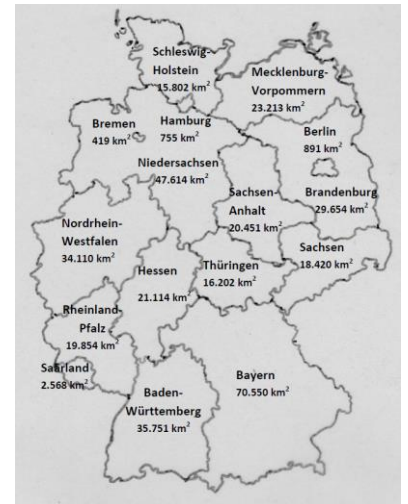 Schleswig-
Holstein
15.802 km²
Mecklenburg-
Vorpommern
23.213 km²
Hamburg
755 km²
Bremen
419 km²
Berlin
891 km²
Niedersachsen
47.614 km²
Sachsen-
Anhalt
20.451 km²
Brandenburg
29.654 km²
Nordrhein-
Westfalen
34.110 km²
Hessen
21.114 km²
Thüringen
16.202 km²
Sachsen
18.420 km²
Rheinland-
Pfalz
19.854 km²
Saarland
2.568 km²
Baden-
Württemberg
35.751 km²
Bayern
70.550 km²